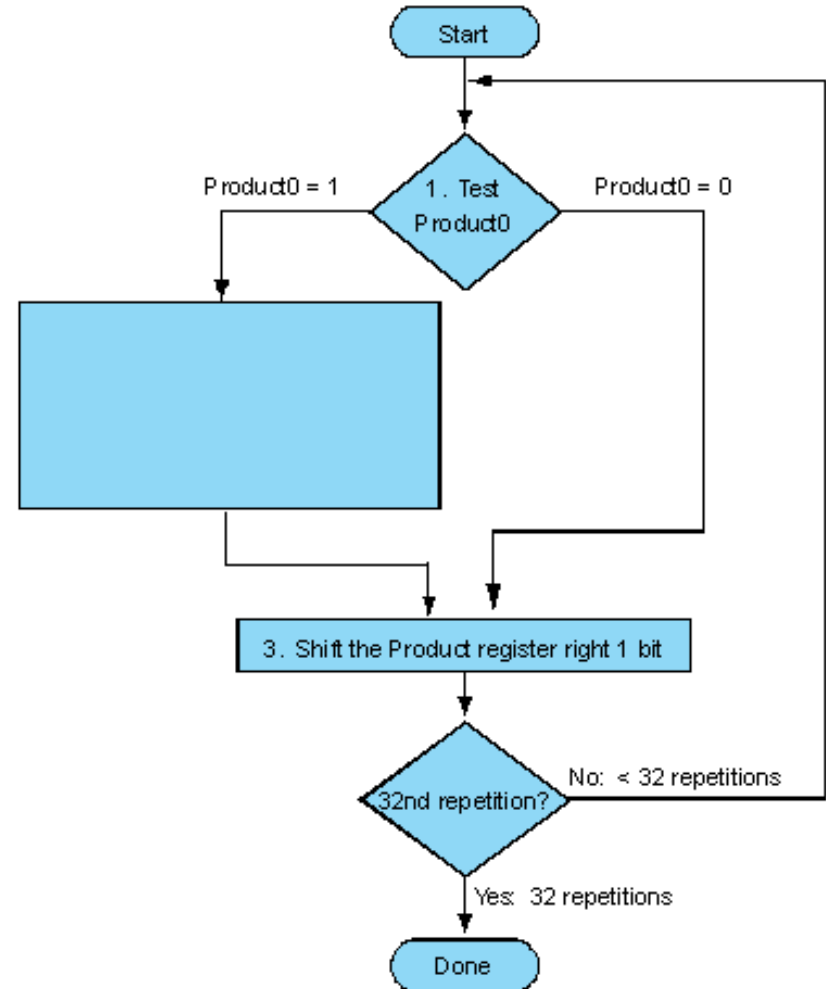 Start
Product0 = 1
1. Test
Product0
Product0 = 0
3. Shift the Product register right 1 bit
32nd repetition?
No: < 32 repetitions
Yes: 32 repetitions
Done